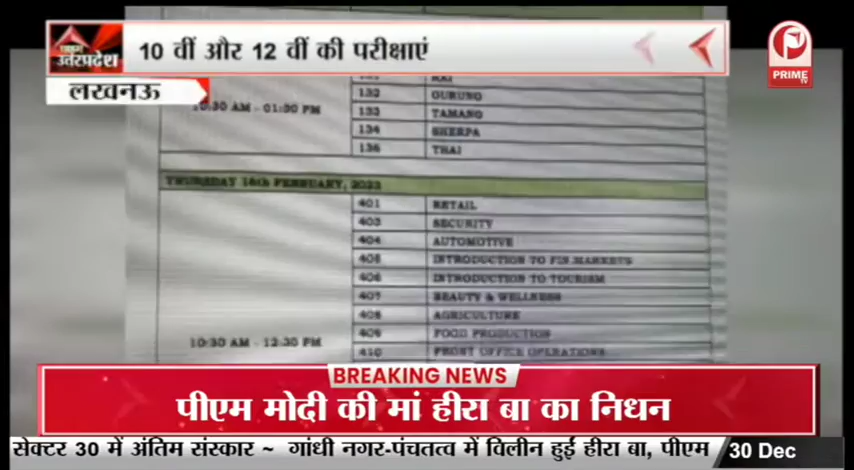 प्राइम
उत्तरप्रदेश
10 वीं और 12 वीं की परीक्षाएं
PRIME TV
लखनऊ
RAI
10:30 AM - 01:30 PM
132 GURUNG
133 TAMANG
134 SHERPA
136 THAI
THURSDAY 16th FEBRUARY, 2023
401 RETAIL
403 SECURITY
404 AUTOMOTIVE
405 INTRODUCTION TO FIN MARKETS
406 INTRODUCTION TO TOURISM
407 BEAUTY & WELLNESS
408 AGRICULTURE
409 FOOD PRODUCTION
10:30 AM - 12:30 PM
410 FRONT OFFICE OPERATIONS
BREAKING NEWS
पीएम मोदी की मां हीरा बा का निधन
सेक्टर 30 में अंतिम संस्कार ~ गांधी नगर-पंचतत्व में विलीन हुई हीरा बा, पीएम
30 Dec